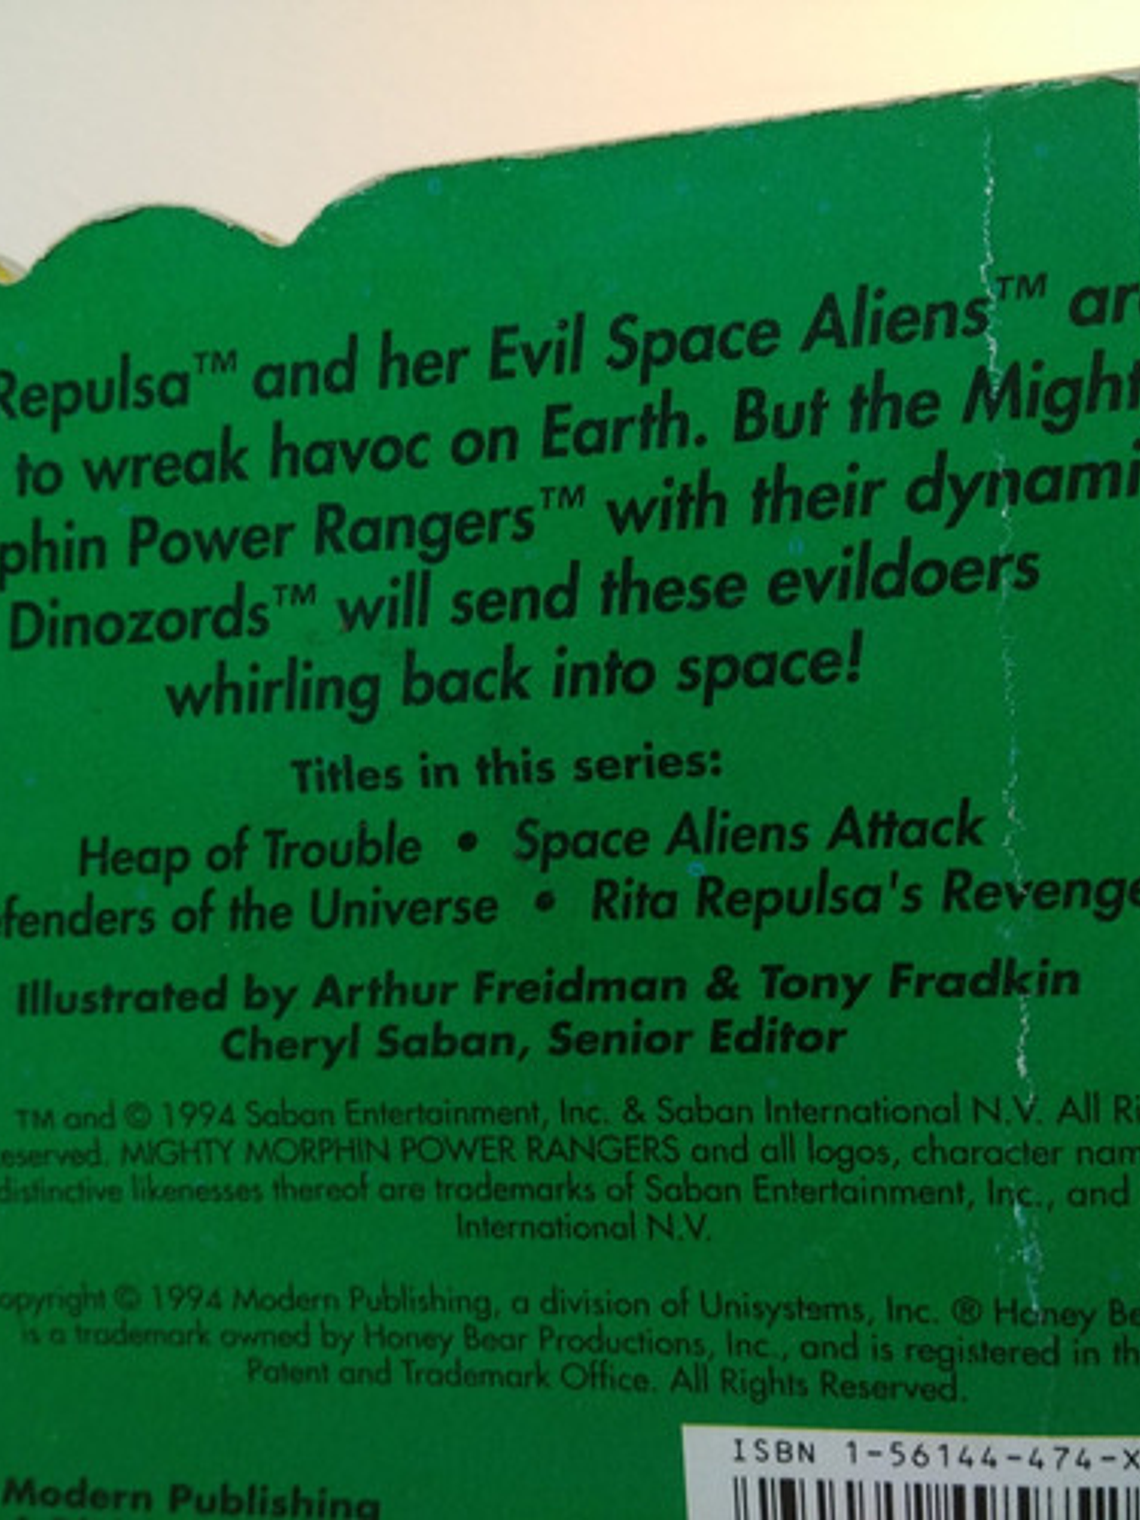 Repulsa™ and her Evil Space Aliens™ are
to wreak havoc on Earth. But the Might
phin Power Rangers™ with their dynami
Dinozords™ will send these evildoers
whirling back into space!
Titles in this series:
Heap of Trouble • Space Aliens Attack
fenders of the Universe • Rita Repulsa's Revenge
Illustrated by Arthur Freidman & Tony Fradkin
Cheryl Saban, Senior Editor
TM and © 1994 Saban Entertainment, Inc. & Saban International N.V. All Ri
eserved. MIGHTY MORPHIN POWER RANGERS and all logos, character nam
distinctive likenesses thereof are trademarks of Saban Entertainment, Inc., and
International N.V.
opyright © 1994 Modern Publishing, a division of Unisystems, Inc. ® Honey Be
is a trademark owned by Honey Bear Productions, Inc., and is registered in th
Patent and Trademark Office. All Rights Reserved.
ISBN 1-56144-474-X
Modern Publishing